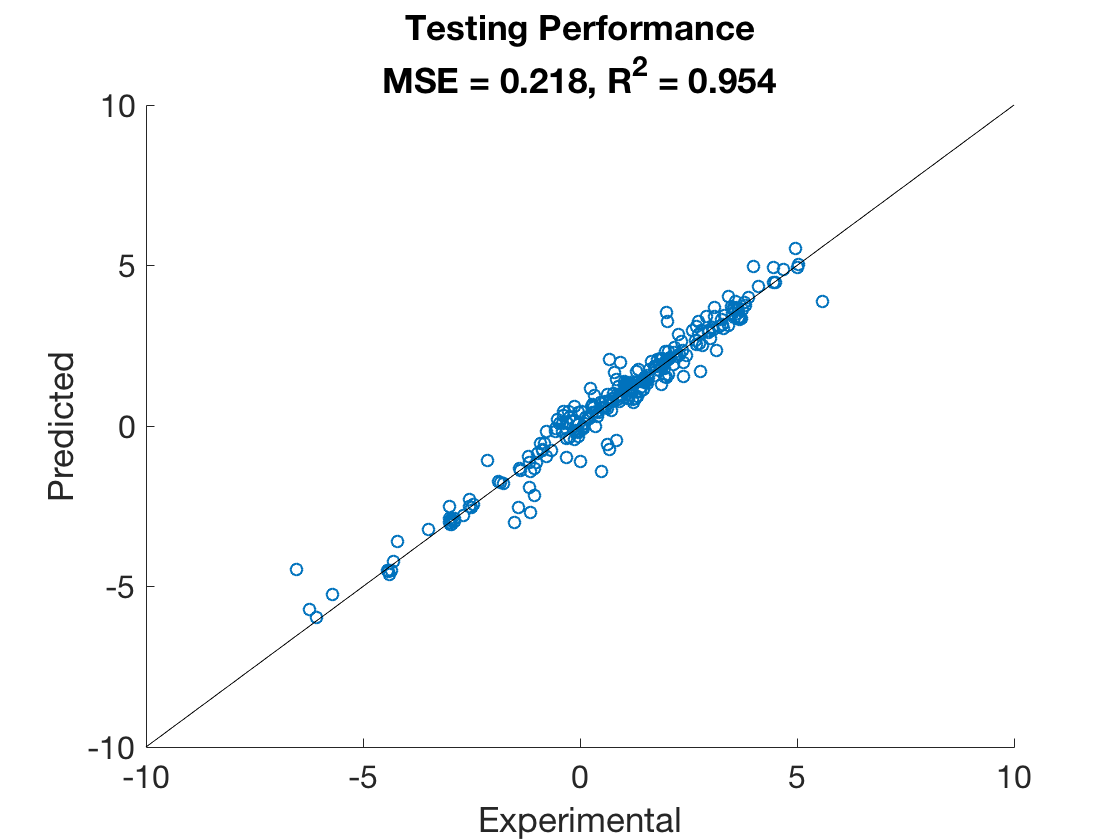 Testing Performance
MSE = 0.218, R² = 0.954
10
5
0
-5
-10
Predicted
-10
-5
0
5
10
Experimental